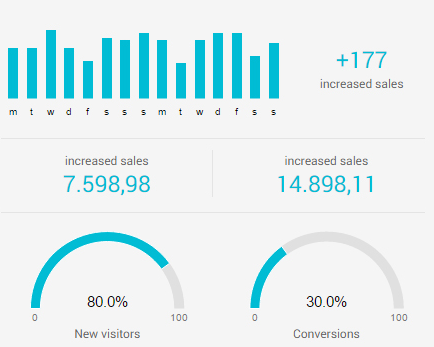 +177
increased sales
m t w d f s s s m t w d f s s
increased sales
7.598,98
increased sales
14.898,11
80.0%
0 100
New visitors
30.0%
0 100
Conversions